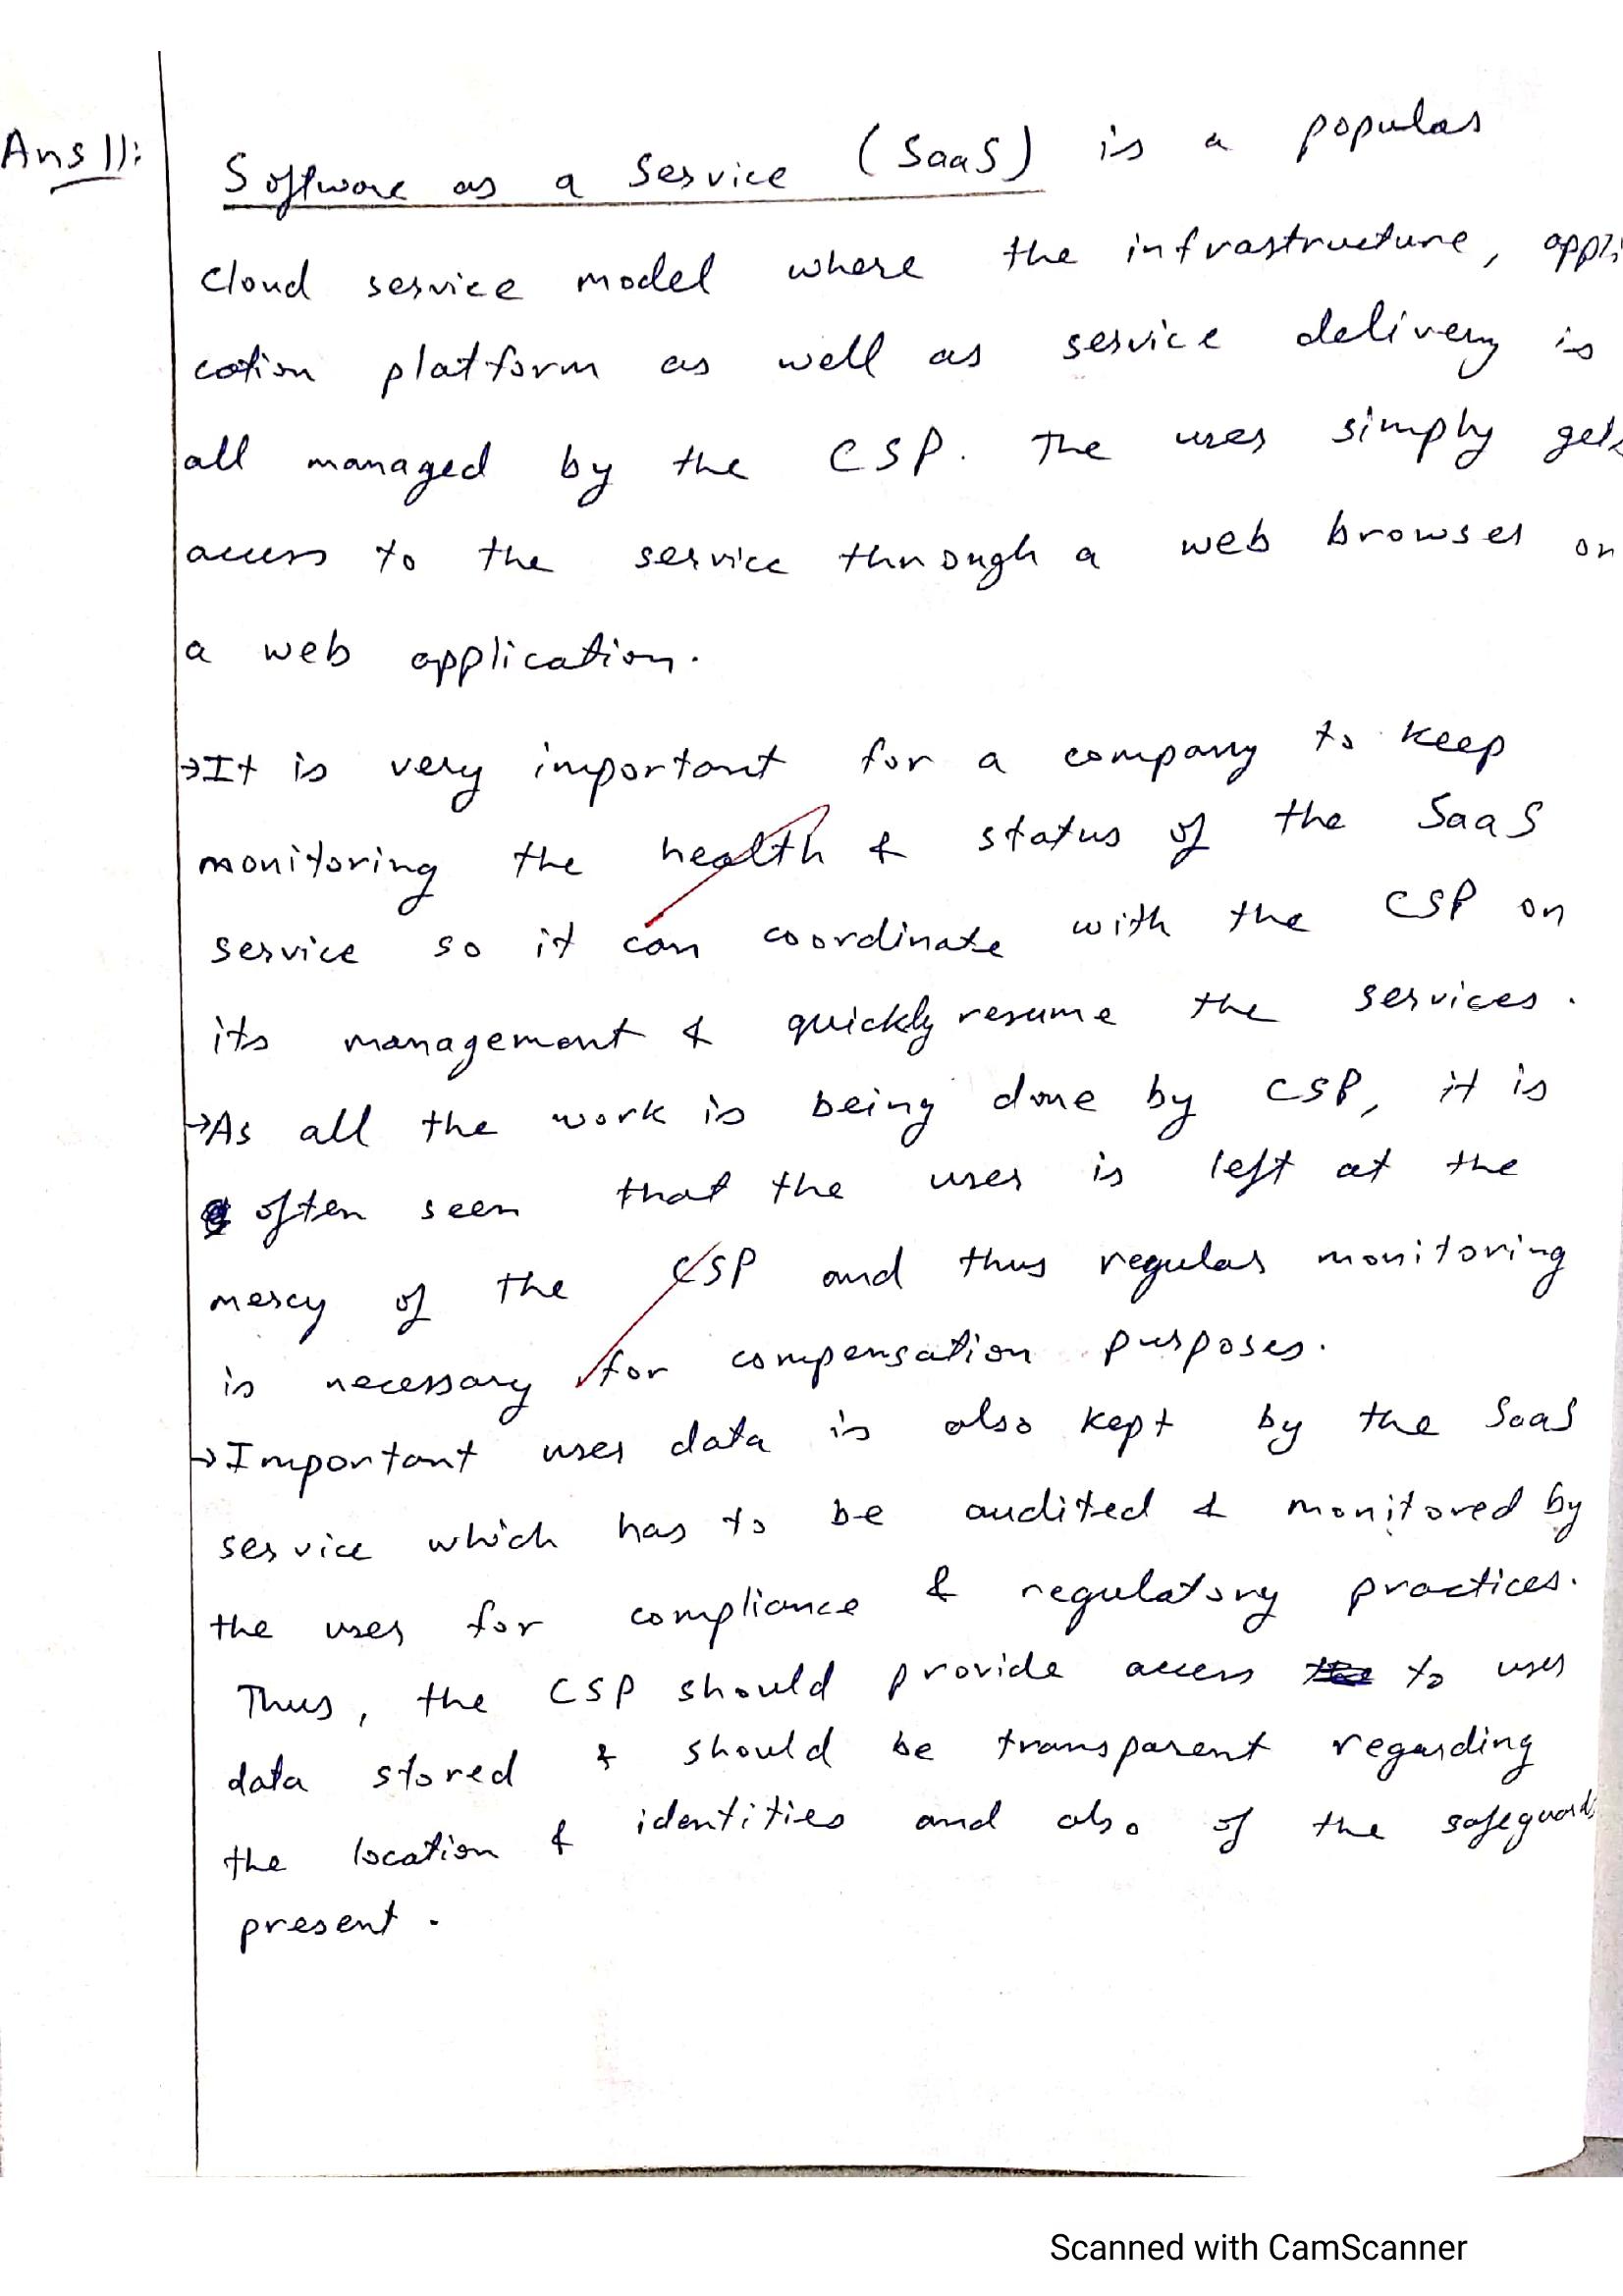 Ans 11:
Software as a Service (SaaS) is a popular
cloud service model where the infrastructure, appli
cation platform as well as service delivery is
all managed by the CSP. The user simply gets
access to the service through a web browser or
a web application.
→It is very important for a company to keep
monitoring the health & status of the SaaS
service so it can coordinate with the CSP on
its management & quickly resume the services.
→As all the work is being done by CSP, it is
often seen that the user is left at the
mercy of the CSP and thus regular monitoring
is necessary for compensation purposes.
→Important user data is also kept by the SaaS
service which has to be audited & monitored by
the user for compliance & regulatory practices.
Thus, the CSP should provide access to user
data stored & should be transparent regarding
the location & identities and also of the safeguards
present.
Scanned with CamScanner